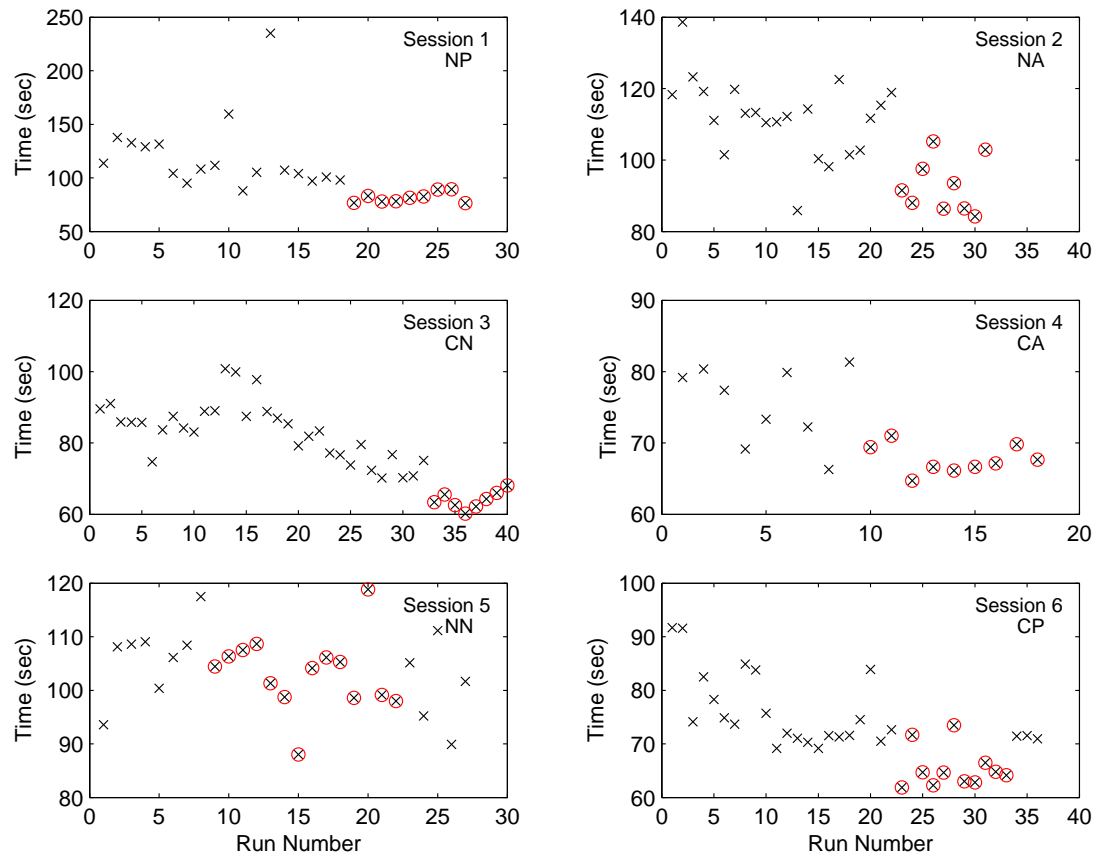 250
200
150
100
50
Time (sec)
Session 1
NP
0 5 10 15 20 25 30
140
120
100
80
Time (sec)
Session 2
NA
0 5 10 15 20 25 30 35 40
120
100
80
60
Time (sec)
Session 3
CN
0 5 10 15 20 25 30 35 40
90
80
70
60
Time (sec)
Session 4
CA
0 5 10 15 20
120
110
100
90
80
Time (sec)
Session 5
NN
0 5 10 15 20 25 30
Run Number
100
90
80
70
60
Time (sec)
Session 6
CP
0 5 10 15 20 25 30 35 40
Run Number